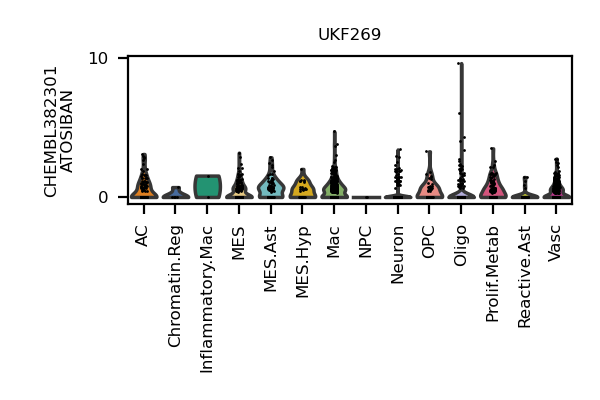 UKF269
CHEMBL382301
ATOSIBAN
10
0
AC
Chromatin.Reg
Inflammatory.Mac
MES
MES.Ast
MES.Hyp
Mac
NPC
Neuron
OPC
Oligo
Prolif.Metab
Reactive.Ast
Vasc